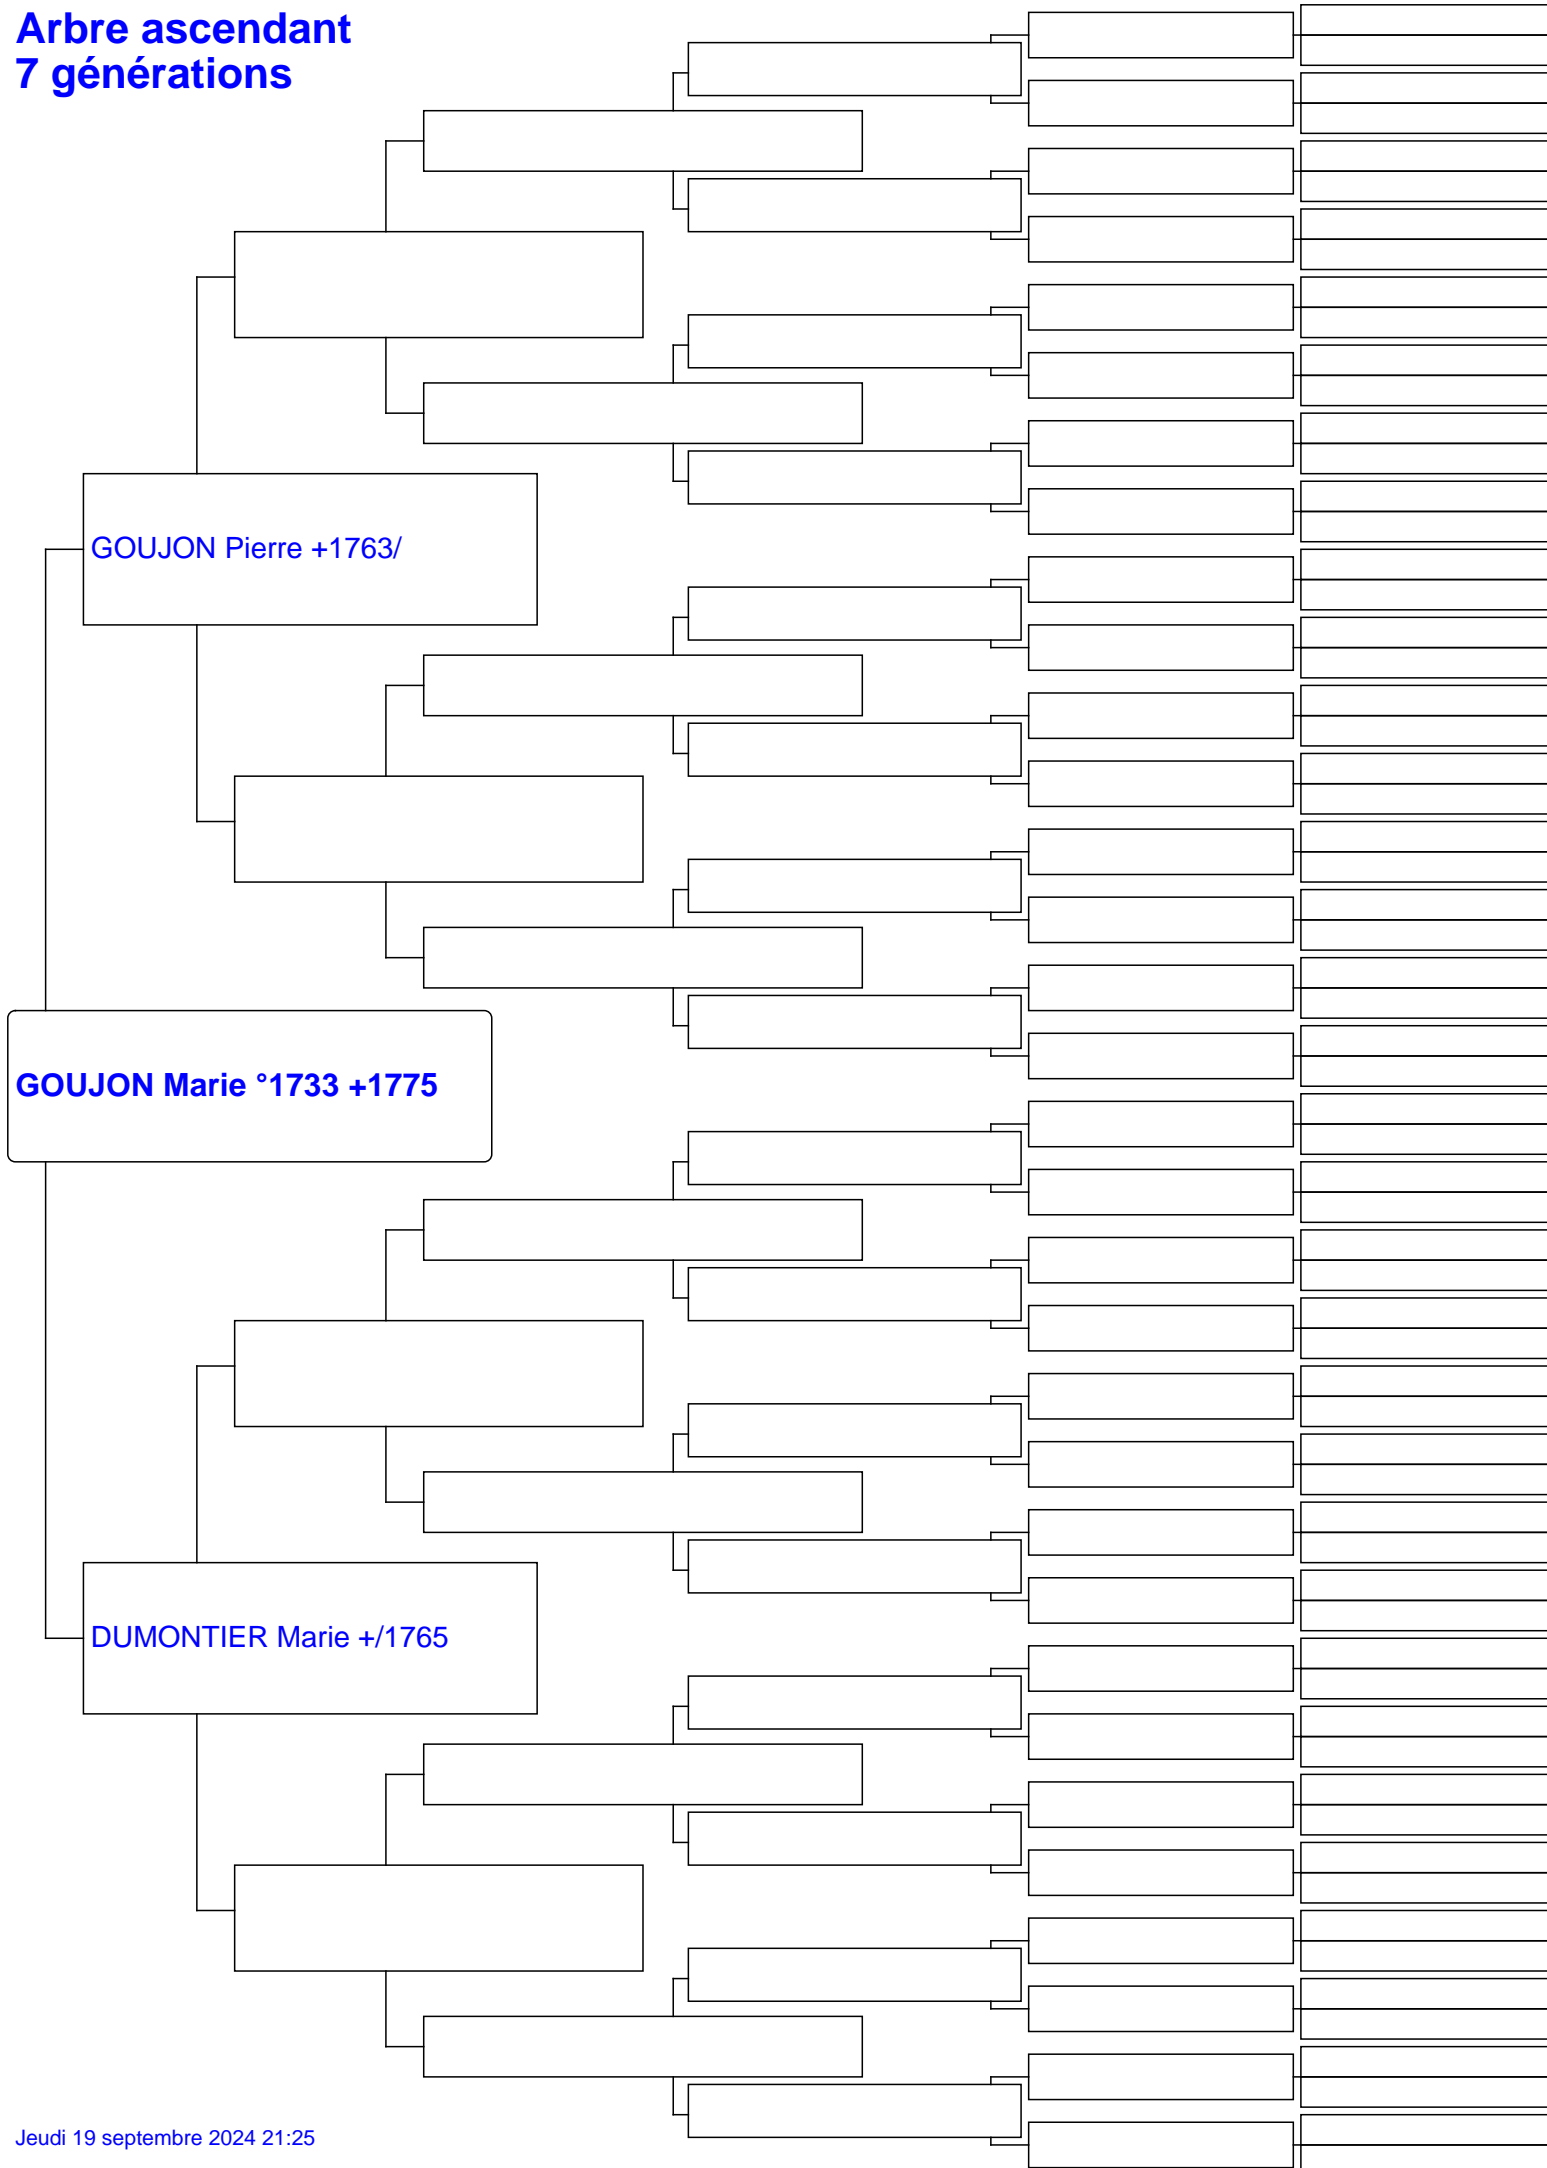 Arbre ascendant
7 générations
GOUJON Pierre +1763/
GOUJON Marie °1733 +1775
DUMONTIER Marie +/1765
Jeudi 19 septembre 2024 21:25